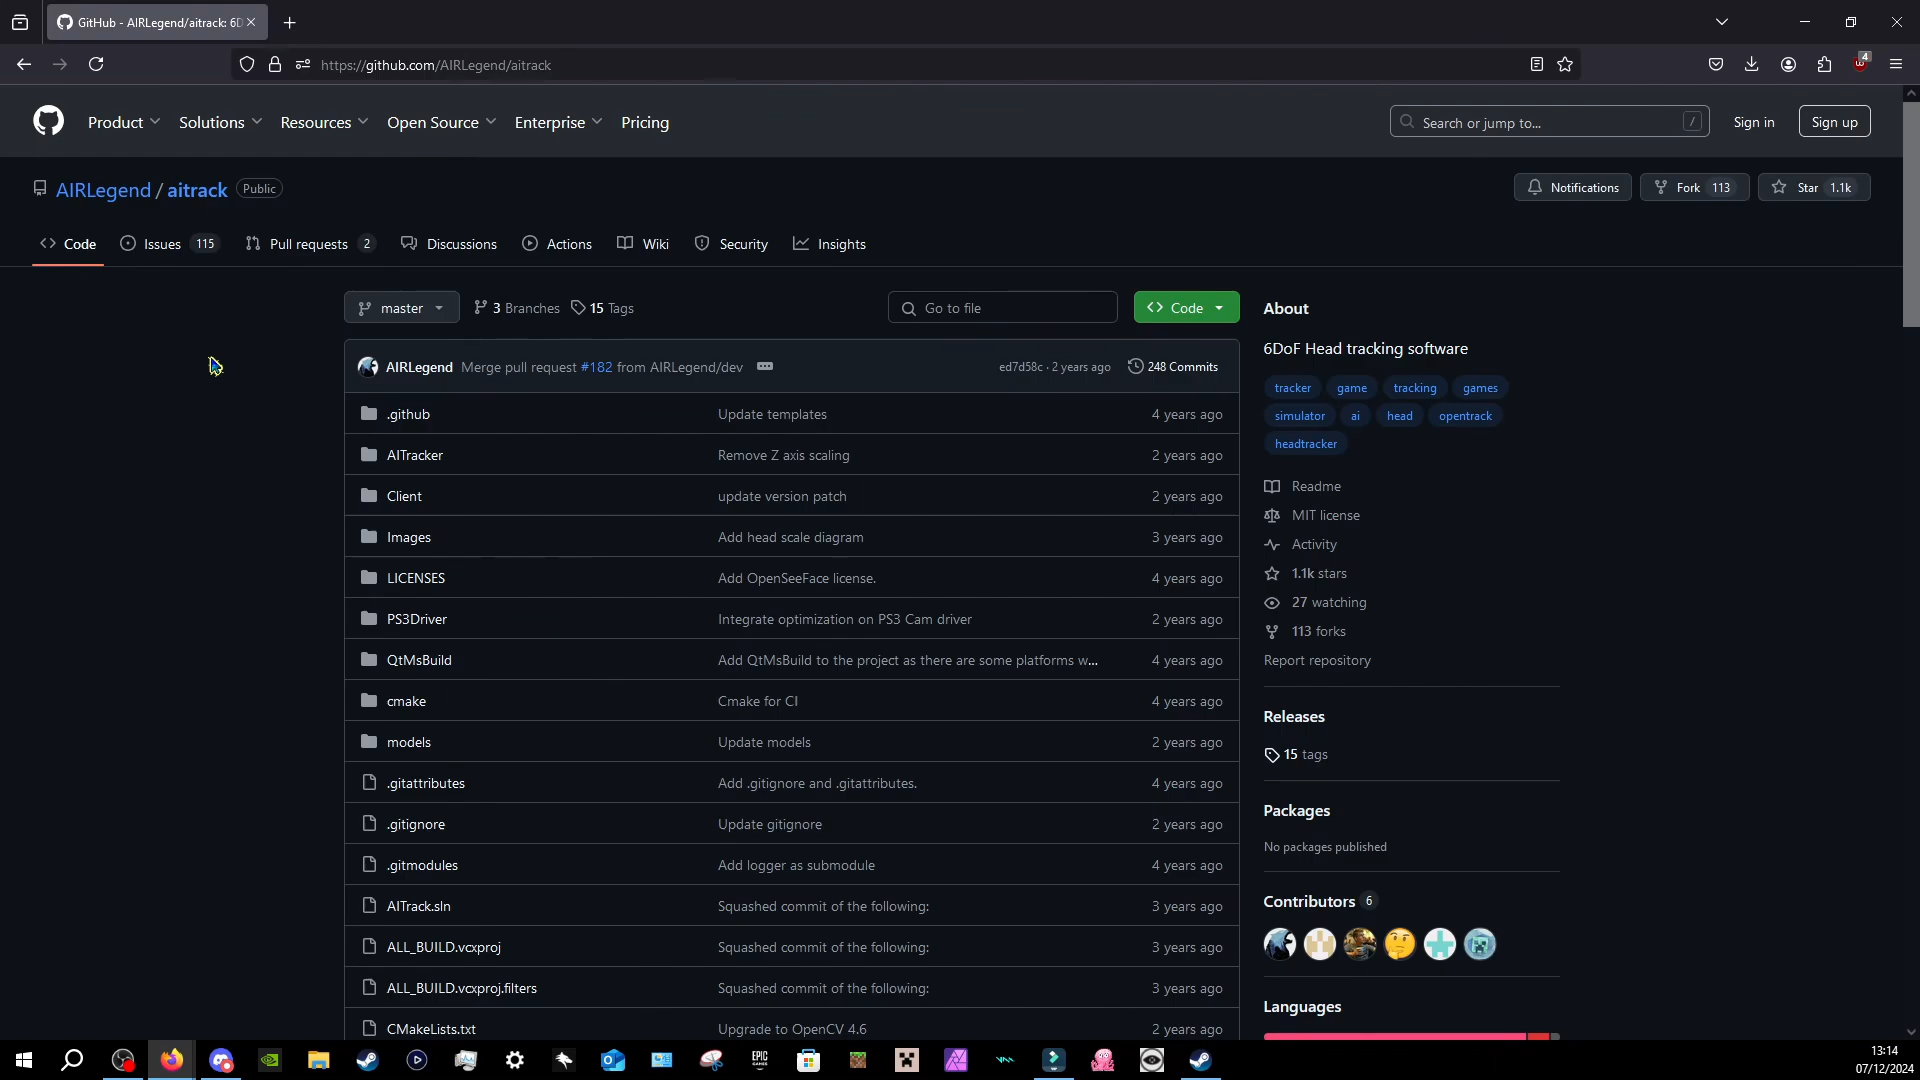 GitHub - AIRLegend/aitrack: 6D
https://github.com/AIRLegend/aitrack
4
Product Solutions Resources Open Source Enterprise Pricing
Search or jump to... /
Sign in
Sign up
AIRLegend / aitrack Public
Notifications
Fork 113
Star 1.1k
Code
Issues 115
Pull requests 2
Discussions
Actions
Wiki
Security
Insights
master
3 Branches
15 Tags
Go to file
Code
AIRLegend Merge pull request #182 from AIRLegend/dev ed7d58c · 2 years ago 248 Commits
.github Update templates 4 years ago
AITracker Remove Z axis scaling 2 years ago
Client update version patch 2 years ago
Images Add head scale diagram 3 years ago
LICENSES Add OpenSeeFace license. 4 years ago
PS3Driver Integrate optimization on PS3 Cam driver 2 years ago
QtMsBuild Add QtMsBuild to the project as there are some platforms w... 4 years ago
cmake Cmake for CI 4 years ago
models Update models 2 years ago
.gitattributes Add .gitignore and .gitattributes. 4 years ago
.gitignore Update gitignore 2 years ago
.gitmodules Add logger as submodule 4 years ago
AITrack.sln Squashed commit of the following: 3 years ago
ALL_BUILD.vcxproj Squashed commit of the following: 3 years ago
ALL_BUILD.vcxproj.filters Squashed commit of the following: 3 years ago
CMakeLists.txt Upgrade to OpenCV 4.6 2 years ago
About
6DoF Head tracking software
tracker game tracking games
simulator ai head opentrack
headtracker
Readme
MIT license
Activity
1.1k stars
27 watching
113 forks
Report repository
Releases
15 tags
Packages
No packages published
Contributors 6
Languages
EPIC
GAMES
13:14
07/12/2024